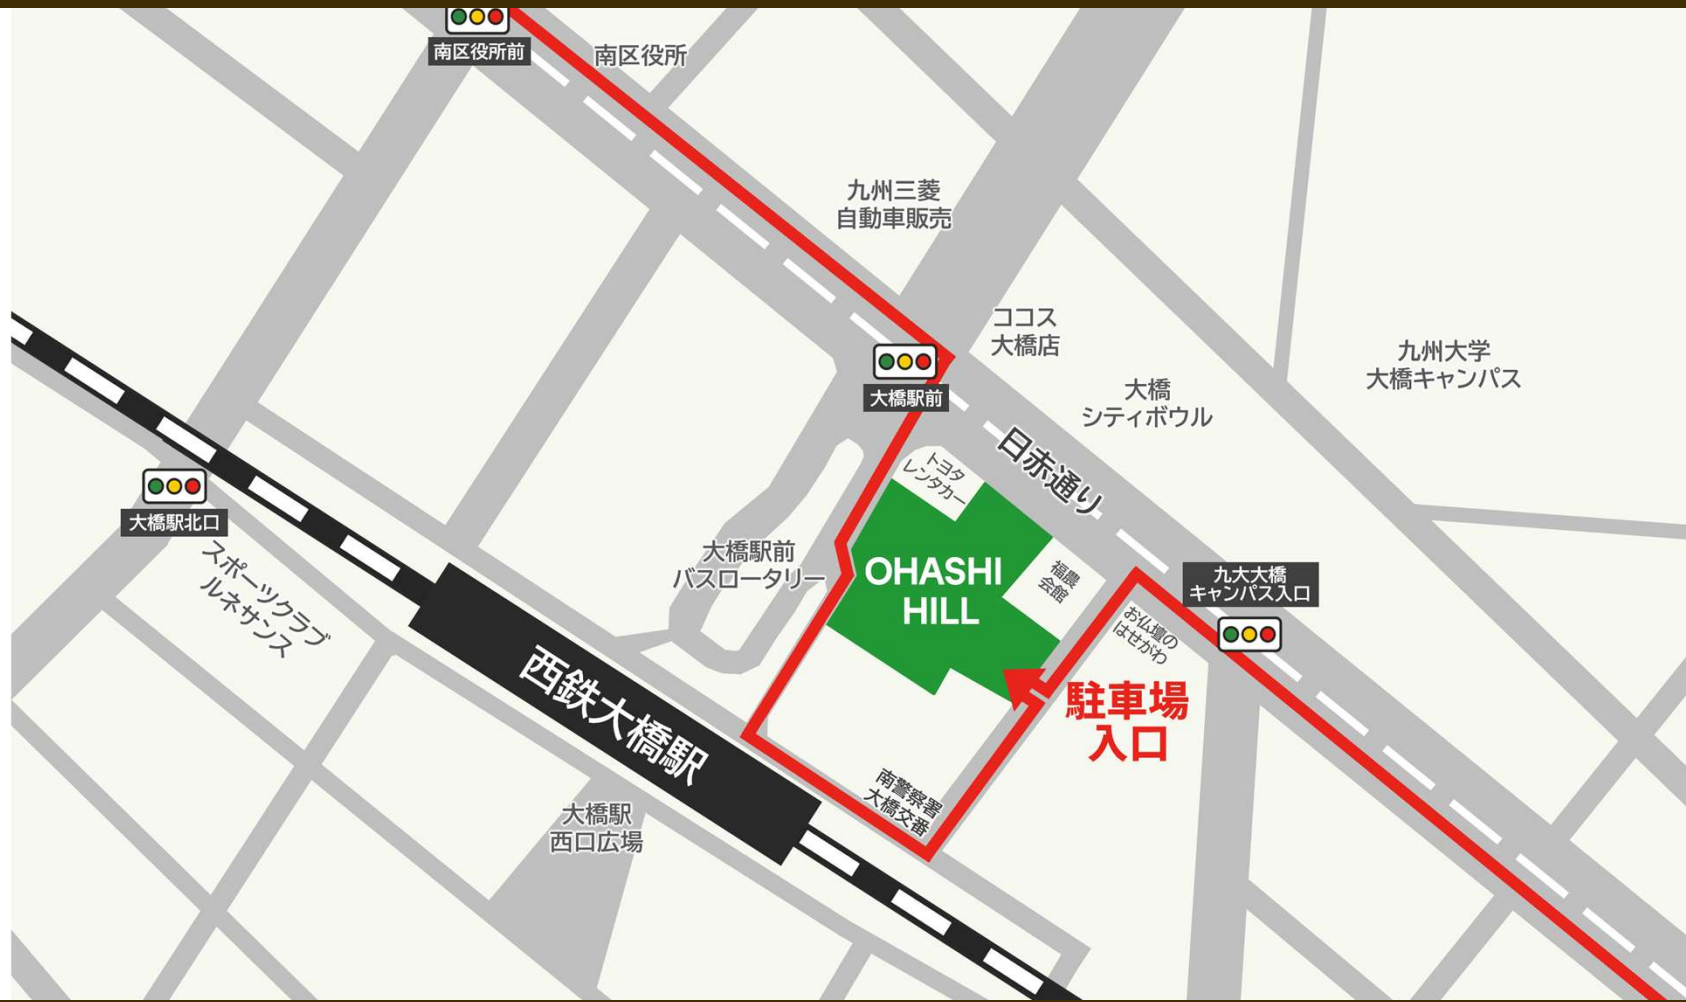 南区役所前
南区役所
九州三菱
自動車販売
ココス
大橋店
大橋駅前
大橋
シティボウル
九州大学
大橋キャンパス
日赤通り
トヨタ
レンタカー
大橋駅北口
スポーツクラブ
ルネサンス
大橋駅前
バスロータリー
OHASHI
HILL
福農
会館
九大大橋
キャンパス入口
お仏壇の
はせがわ
西鉄大橋駅
駐車場
入口
南警察署
大橋交番
大橋駅
西口広場